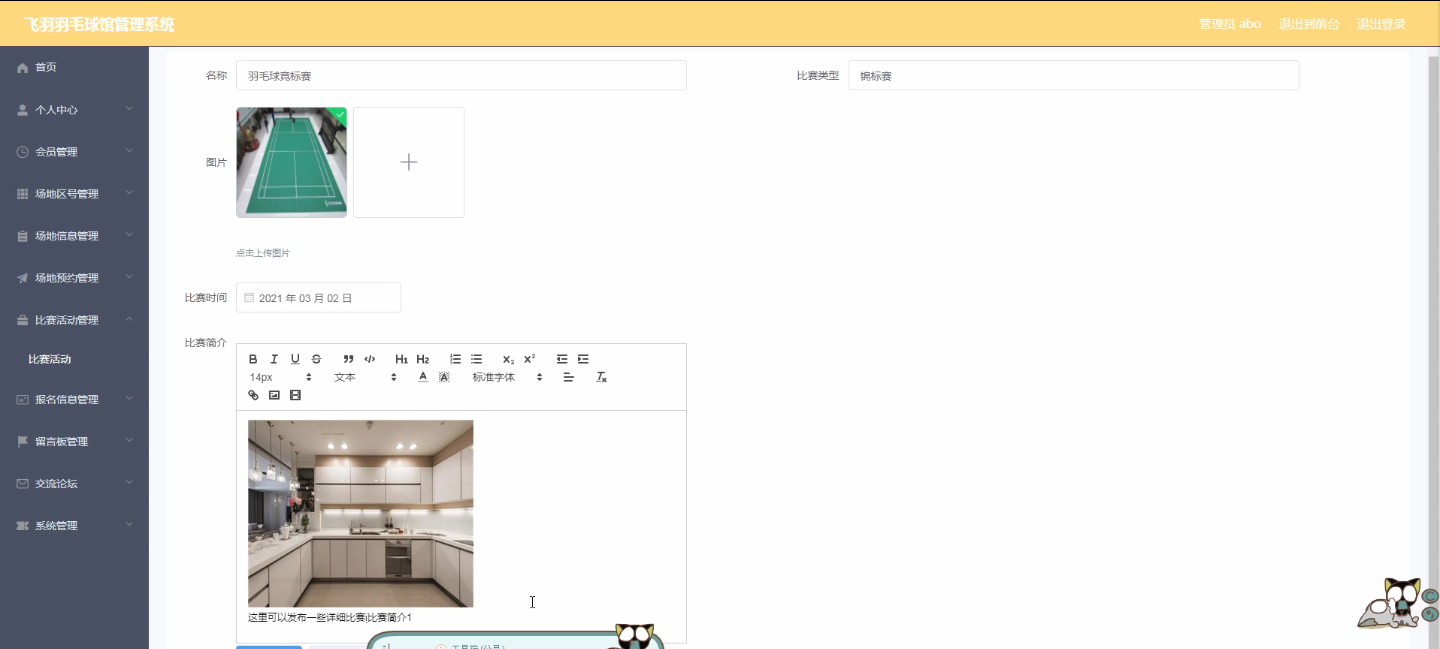 飞羽羽毛球馆管理系统
管理员 abo
退出到前台
退出登录
首页
个人中心
会员管理
场地区号管理
场地信息管理
场地预约管理
比赛活动管理
比赛活动
报名信息管理
留言板管理
交流论坛
系统管理
名称
羽毛球竟标赛
比赛类型
锦标赛
图片
点击上传图片
比赛时间
2021 年 03 月 02 日
比赛简介
B I U S H1 H2 X2 X2
14px 文本 A A 标准字体 Tx
这里可以发布一些详细比赛i比赛简介1